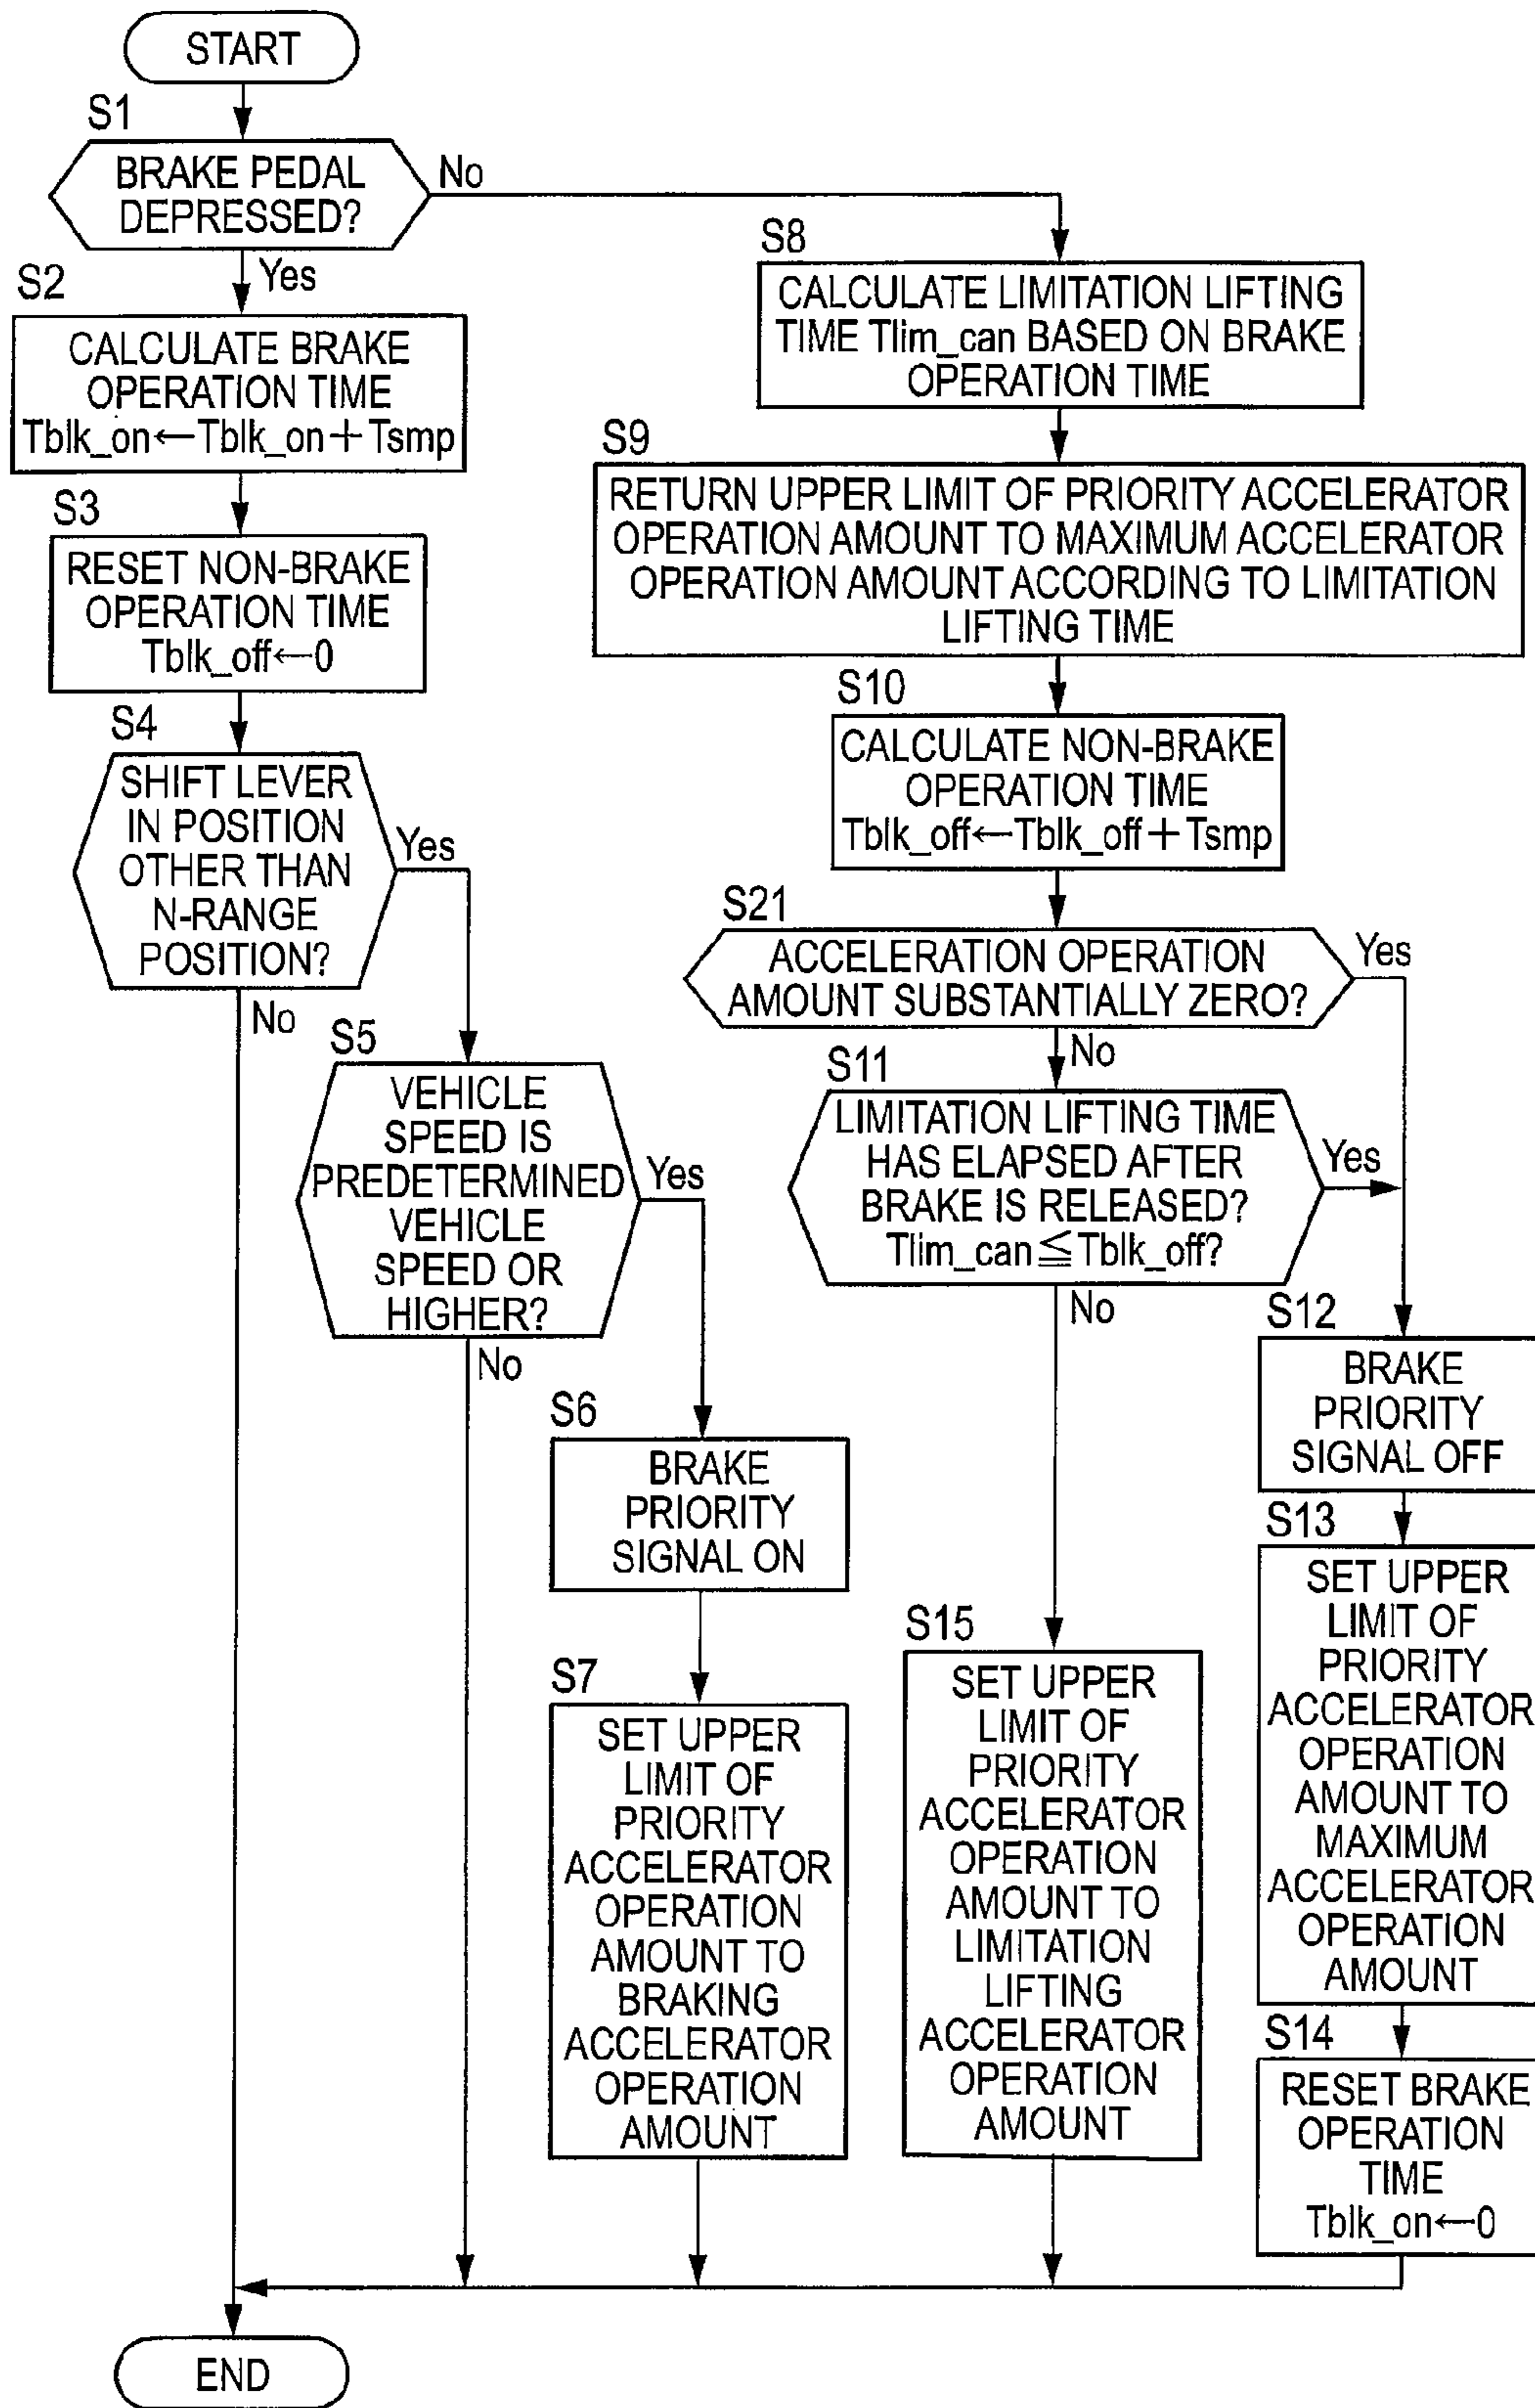 START
S1
BRAKE PEDAL
DEPRESSED?
No
Yes
S2
CALCULATE BRAKE
OPERATION TIME
Tblk_on←Tblk_on+Tsmp
S3
RESET NON-BRAKE
OPERATION TIME
Tblk_off←0
S4
SHIFT LEVER
IN POSITION
OTHER THAN
N-RANGE
POSITION?
Yes
No
S5
VEHICLE
SPEED IS
PREDETERMINED
VEHICLE
SPEED OR
HIGHER?
Yes
No
S6
BRAKE
PRIORITY
SIGNAL ON
S7
SET UPPER
LIMIT OF
PRIORITY
ACCELERATOR
OPERATION
AMOUNT TO
BRAKING
ACCELERATOR
OPERATION
AMOUNT
S8
CALCULATE LIMITATION LIFTING
TIME Tlim_can BASED ON BRAKE
OPERATION TIME
S9
RETURN UPPER LIMIT OF PRIORITY ACCELERATOR
OPERATION AMOUNT TO MAXIMUM ACCELERATOR
OPERATION AMOUNT ACCORDING TO LIMITATION
LIFTING TIME
S10
CALCULATE NON-BRAKE
OPERATION TIME
Tblk_off←Tblk_off+Tsmp
S21
ACCELERATION OPERATION
AMOUNT SUBSTANTIALLY ZERO?
Yes
No
S11
LIMITATION LIFTING TIME
HAS ELAPSED AFTER
BRAKE IS RELEASED?
Tlim_can≦Tblk_off?
Yes
No
S12
BRAKE
PRIORITY
SIGNAL OFF
S13
SET UPPER
LIMIT OF
PRIORITY
ACCELERATOR
OPERATION
AMOUNT TO
MAXIMUM
ACCELERATOR
OPERATION
AMOUNT
S14
RESET BRAKE
OPERATION
TIME
Tblk_on←0
S15
SET UPPER
LIMIT OF
PRIORITY
ACCELERATOR
OPERATION
AMOUNT TO
LIMITATION
LIFTING
ACCELERATOR
OPERATION
AMOUNT
END